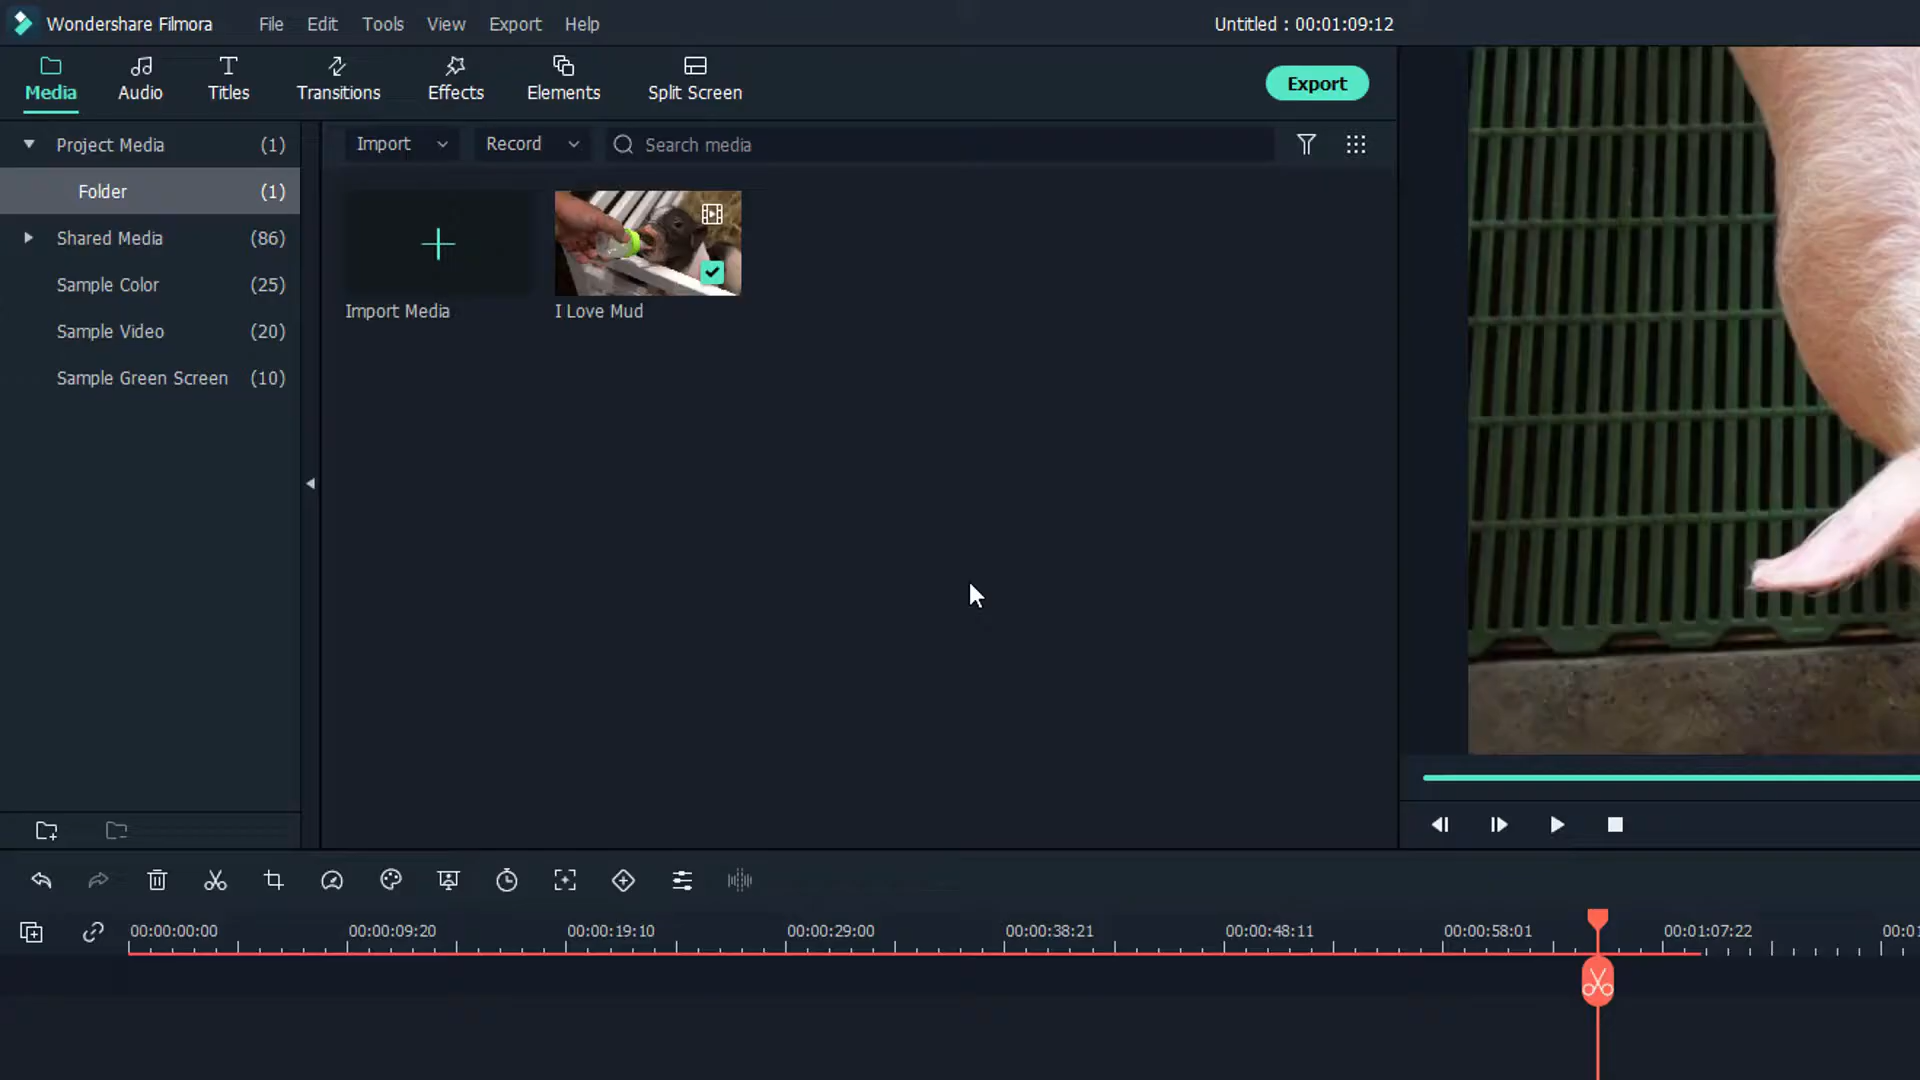 Wondershare Filmora File Edit Tools View Export Help Untitled : 00:01:09:12
Media Audio Titles Transitions Effects Elements Split Screen Export
Project Media (1) Import Record Search media
Folder (1)
Shared Media (86)
Sample Color (25)
Import Media I Love Mud
Sample Video (20)
Sample Green Screen (10)
00:00:00:00 00:00:09:20 00:00:19:10 00:00:29:00 00:00:38:21 00:00:48:11 00:00:58:01 00:01:07:22 00:01